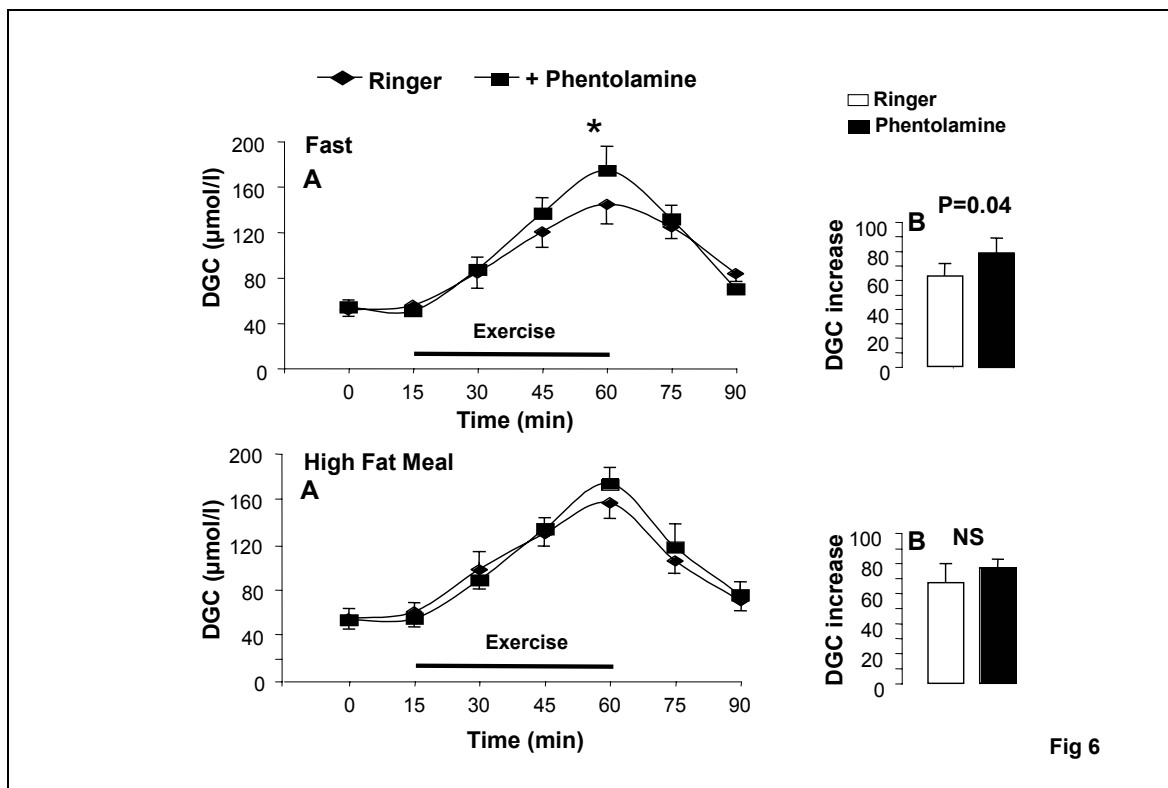 Ringer + Phentolamine
Ringer
Phentolamine
Fast
A
*
DGC (µmol/l)
200
160
120
80
40
0
Exercise
0 15 30 45 60 75 90
Time (min)
B P=0.04
DGC increase
100
80
60
40
20
0
High Fat Meal
A
DGC (µmol/l)
200
160
120
80
40
0
Exercise
0 15 30 45 60 75 90
Time (min)
B NS
DGC increase
100
80
60
40
20
0
Fig 6